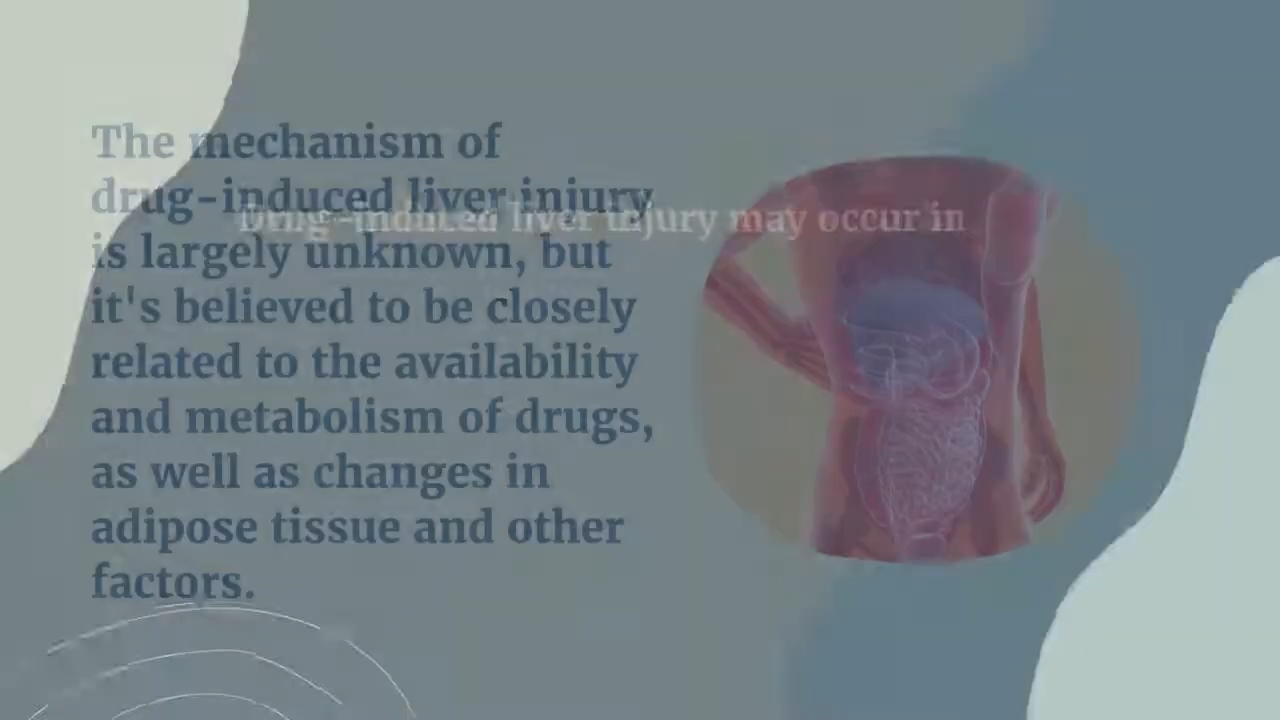 The mechanism of
drug-induced liver injury
Drug-induced liver injury may occur in
is largely unknown, but
it's believed to be closely
related to the availability
and metabolism of drugs,
as well as changes in
adipose tissue and other
factors.